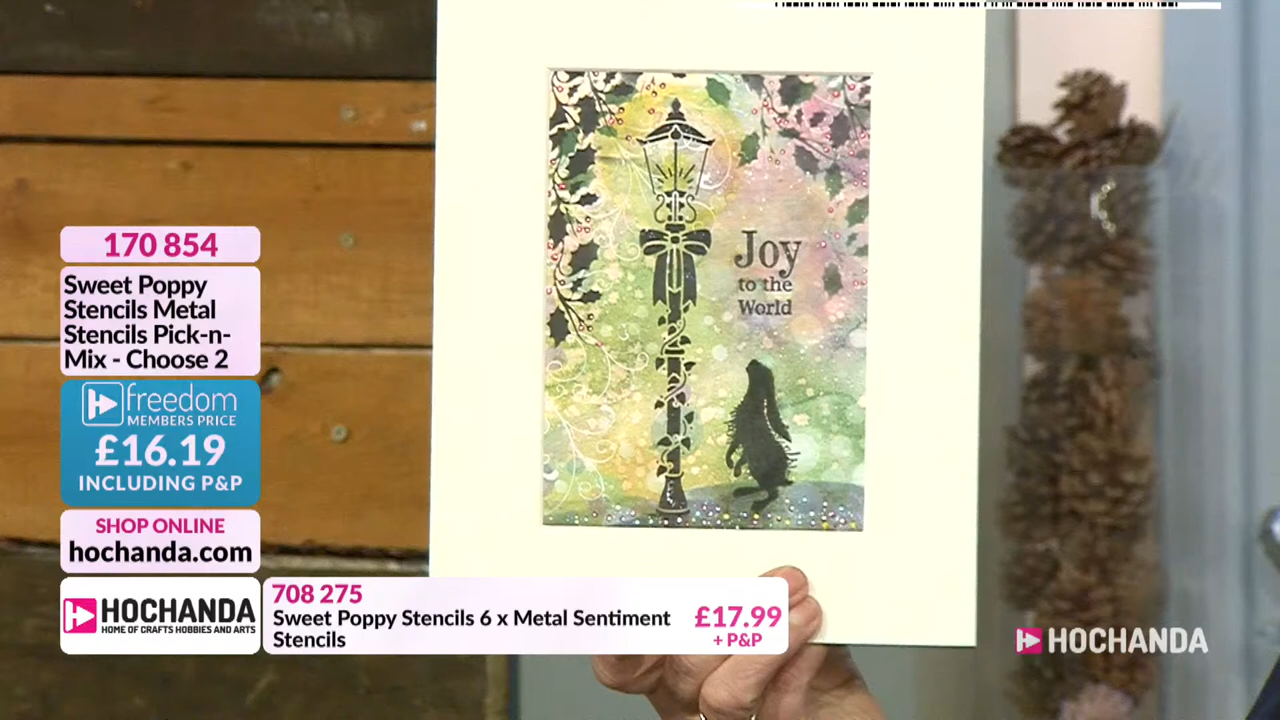 Joy
to the
World
170 854
Sweet Poppy
Stencils Metal
Stencils Pick-n-
Mix - Choose 2
freedom
MEMBERS PRICE
£16.19
INCLUDING P&P
SHOP ONLINE
hochanda.com
HOCHANDA
HOME OF CRAFTS HOBBIES AND ARTS
708 275
Sweet Poppy Stencils 6 x Metal Sentiment
Stencils
£17.99
+ P&P
HOCHANDA